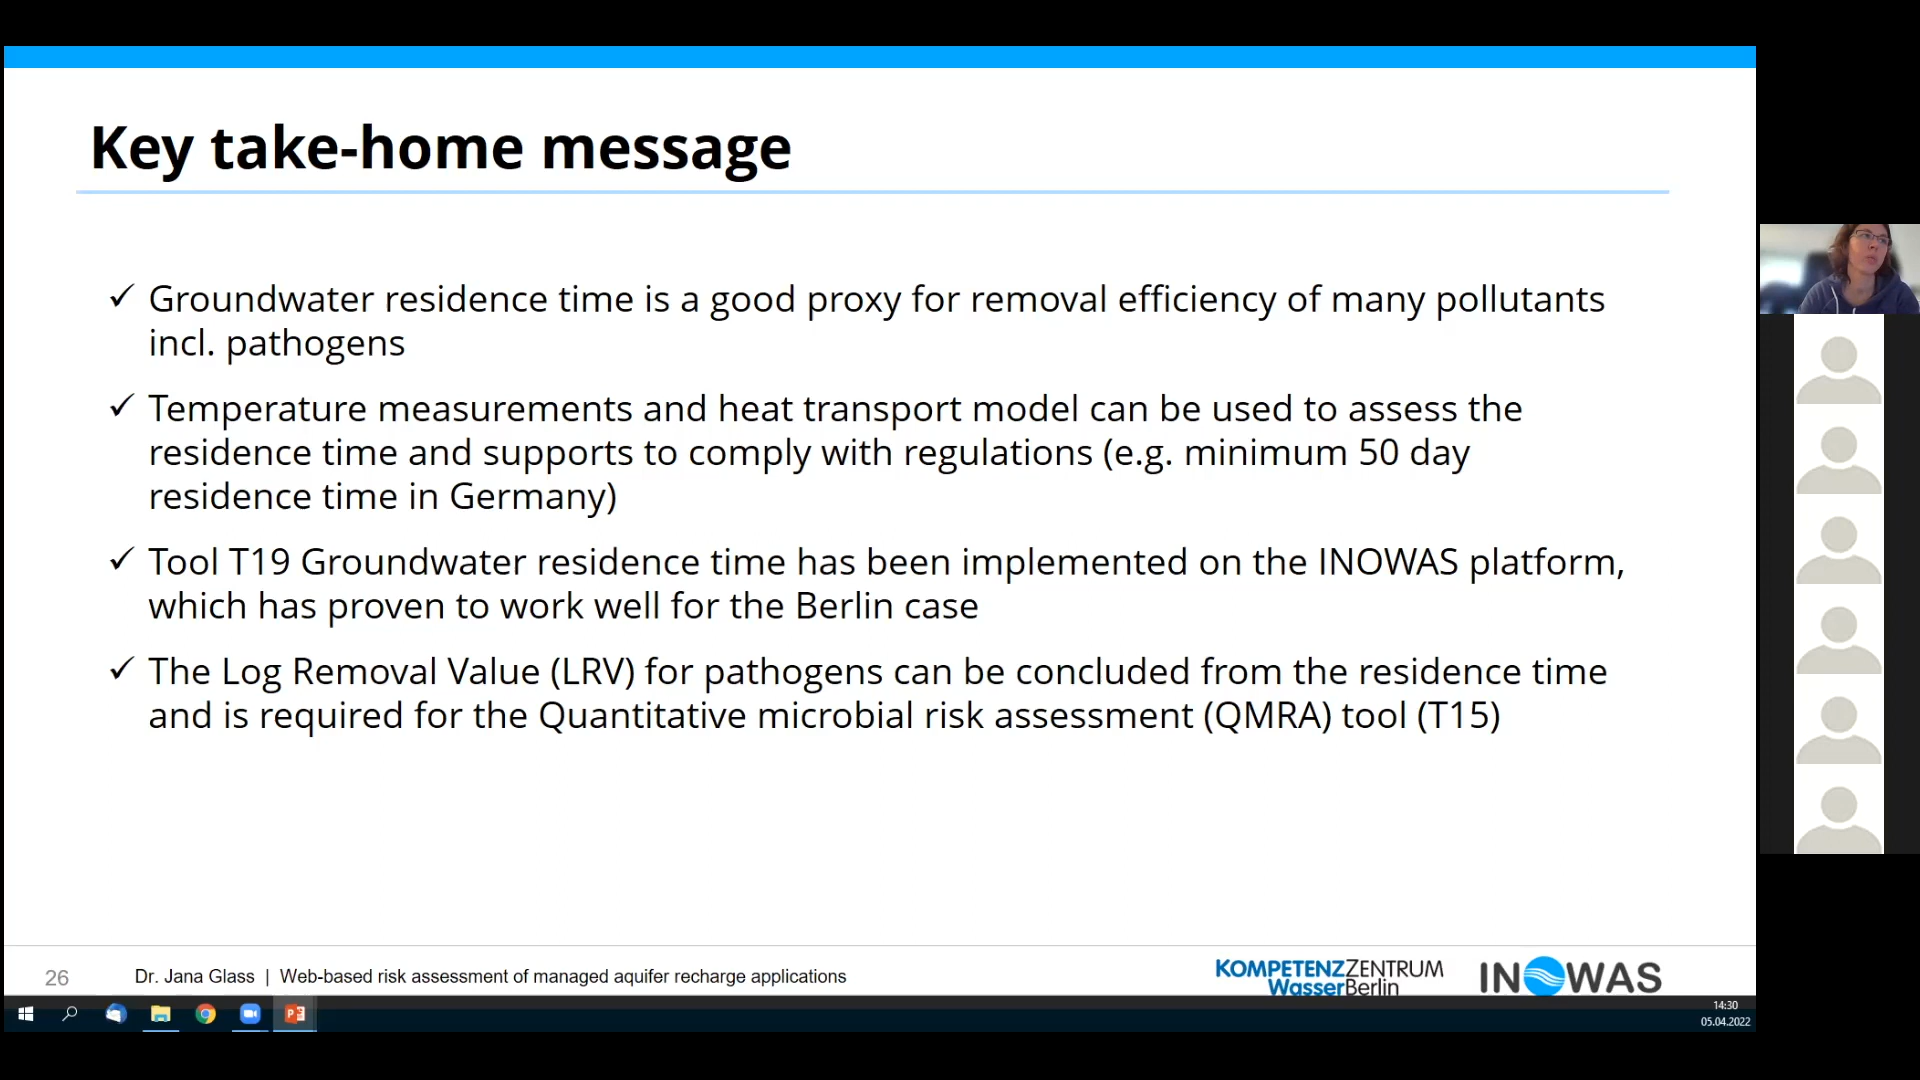 Key take-home message
✓ Groundwater residence time is a good proxy for removal efficiency of many pollutants
incl. pathogens
✓ Temperature measurements and heat transport model can be used to assess the
residence time and supports to comply with regulations (e.g. minimum 50 day
residence time in Germany)
✓ Tool T19 Groundwater residence time has been implemented on the INOWAS platform,
which has proven to work well for the Berlin case
✓ The Log Removal Value (LRV) for pathogens can be concluded from the residence time
and is required for the Quantitative microbial risk assessment (QMRA) tool (T15)
26
Dr. Jana Glass | Web-based risk assessment of managed aquifer recharge applications
KOMPETENZZENTRUM
WasserBerlin
INOWAS
14:30
05.04.2022